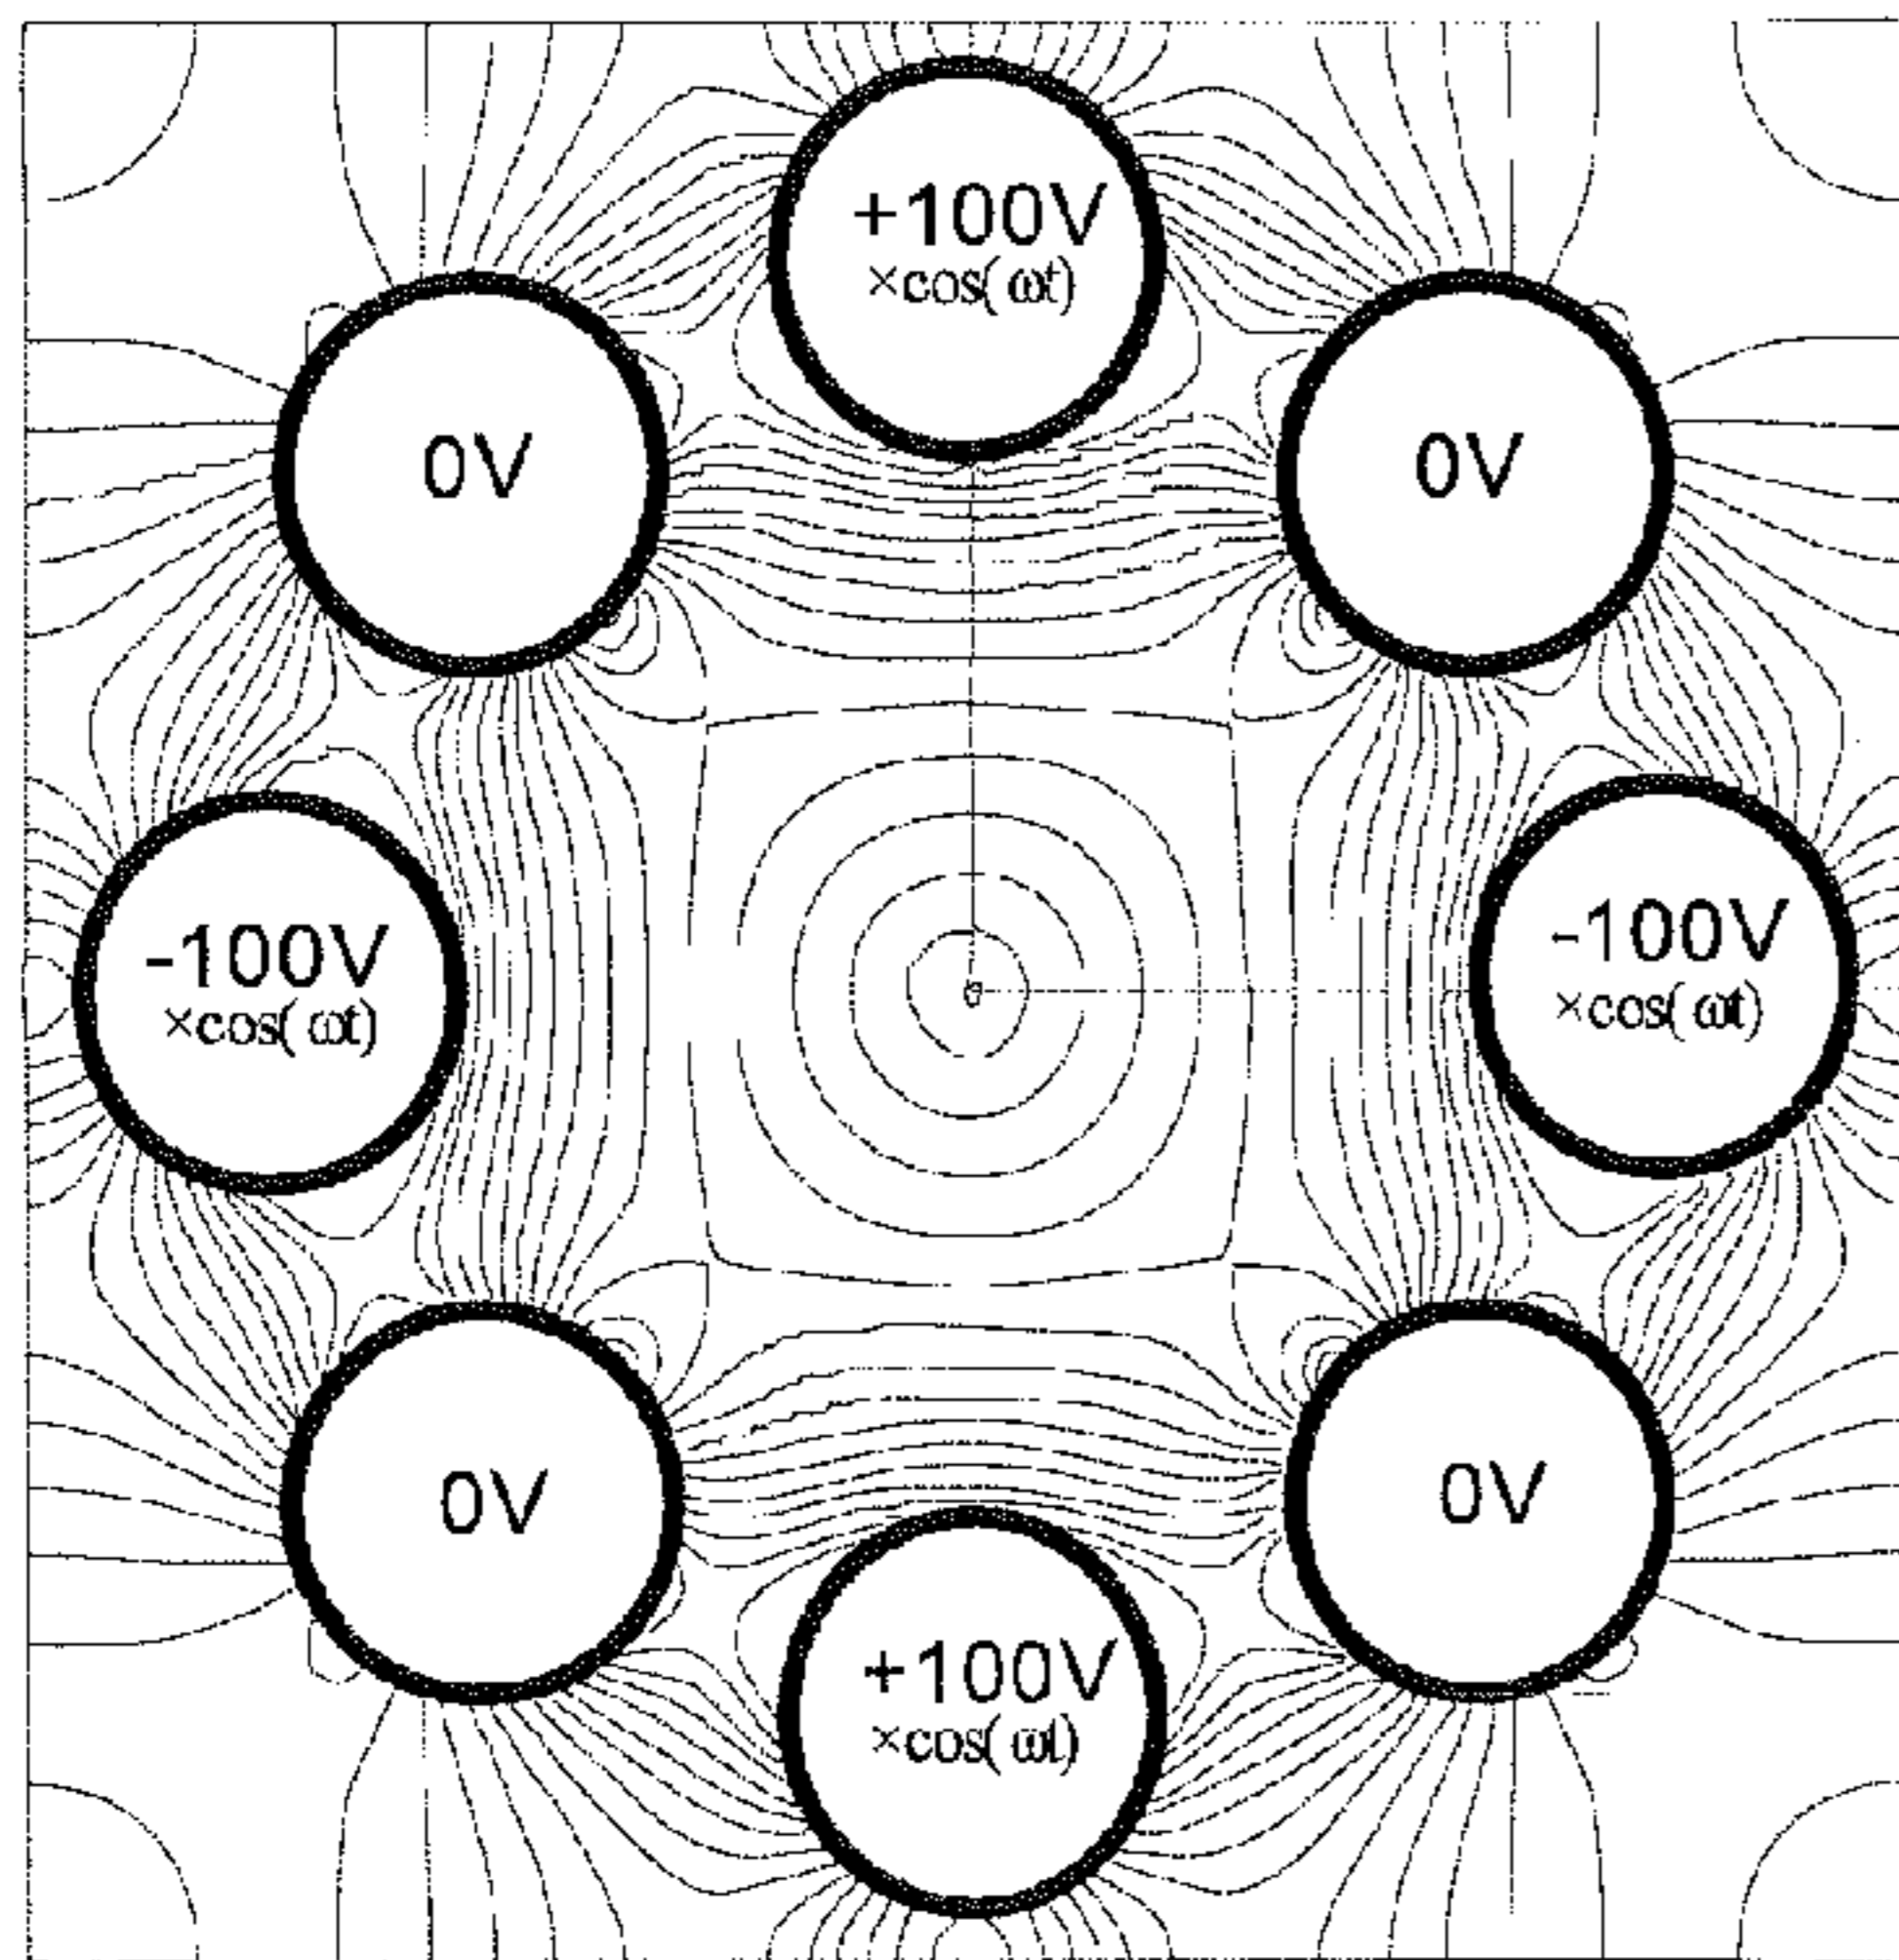 +100V
×cos(ωt)
0V
0V
-100V
×cos(ωt)
-100V
×cos(ωt)
0V
0V
+100V
×cos(ωt)